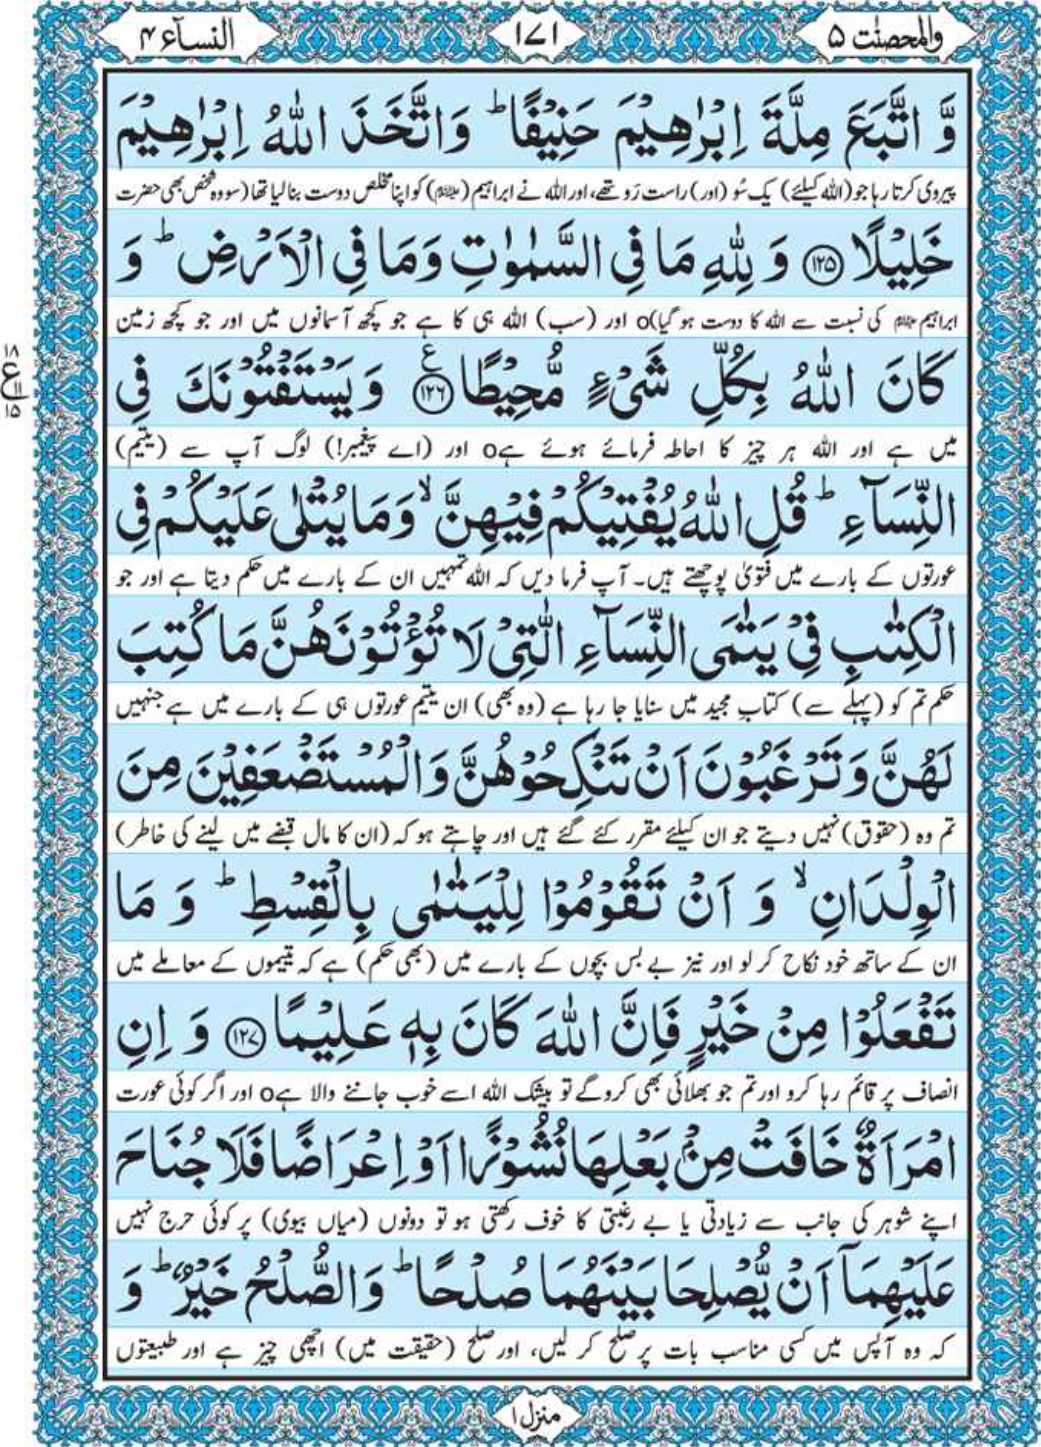 والمحصنٰت ۵
۱۷۱
النسآء ۴
وَّ اتَّبَعَ مِلَّةَ اِبْرٰهِيْمَ حَنِيْفًا ؕ وَاتَّخَذَ اللّٰهُ اِبْرٰهِيْمَ
پیروی کرتا رہا جو (اللہ کیلئے) یک سُو (اور) راست رَو تھے، اور اللہ نے ابراہیم (علیہ السلام) کو اپنا مخلص دوست بنا لیا تھا (سو وہ شخص بھی حضرت
خَلِيْلًا ﴿۱۲۵﴾ وَ لِلّٰهِ مَا فِى السَّمٰوٰتِ وَمَا فِى الْاَرْضِ ؕ وَ
ابراہیم علیہ السلام کی نسبت سے اللہ کا دوست ہو گیا)o اور (سب) اللہ ہی کا ہے جو کچھ آسمانوں میں اور جو کچھ زمین
كَانَ اللّٰهُ بِكُلِّ شَىْءٍ مُّحِيْطًا ﴿۱۲۶﴾ ع وَيَسْتَفْتُوْنَكَ فِى
۱۸
ع
۱۱
۱۵
میں ہے اور اللہ ہر چیز کا احاطہ فرمائے ہوئے ہےo اور (اے پیغمبر!) لوگ آپ سے (یتیم)
النِّسَآءِ ؕ قُلِ اللّٰهُ يُفْتِيْكُمْ فِيْهِنَّ ۙ وَمَا يُتْلٰى عَلَيْكُمْ فِى
عورتوں کے بارے میں فتویٰ پوچھتے ہیں۔ آپ فرما دیں کہ اللہ تمہیں ان کے بارے میں حکم دیتا ہے اور جو
الْكِتٰبِ فِىْ يَتٰمَى النِّسَآءِ الّٰتِىْ لَا تُؤْتُوْنَهُنَّ مَا كُتِبَ
حکم تم کو (پہلے سے) کتابِ مجید میں سنایا جا رہا ہے (وہ بھی) ان یتیم عورتوں ہی کے بارے میں ہے جنہیں
لَهُنَّ وَتَرْغَبُوْنَ اَنْ تَنْكِحُوْهُنَّ وَالْمُسْتَضْعَفِيْنَ مِنَ
تم وہ (حقوق) نہیں دیتے جو ان کیلئے مقرر کئے گئے ہیں اور چاہتے ہو کہ (ان کا مال قبضے میں لینے کی خاطر)
الْوِلْدَانِ ۙ وَ اَنْ تَقُوْمُوْا لِلْيَتٰمٰى بِالْقِسْطِ ؕ وَ مَا
ان کے ساتھ خود نکاح کر لو اور نیز بے بس بچوں کے بارے میں (بھی حکم) ہے کہ یتیموں کے معاملے میں
تَفْعَلُوْا مِنْ خَيْرٍ فَاِنَّ اللّٰهَ كَانَ بِهٖ عَلِيْمًا ﴿۱۲۷﴾ وَ اِنِ
انصاف پر قائم رہا کرو اور تم جو بھلائی بھی کروگے تو بیشک اللہ اسے خوب جاننے والا ہےo اور اگر کوئی عورت
امْرَاَةٌ خَافَتْ مِنْۢ بَعْلِهَا نُشُوْزًا اَوْ اِعْرَاضًا فَلَا جُنَاحَ
اپنے شوہر کی جانب سے زیادتی یا بے رغبتی کا خوف رکھتی ہو تو دونوں (میاں بیوی) پر کوئی حرج نہیں
عَلَيْهِمَاۤ اَنْ يُّصْلِحَا بَيْنَهُمَا صُلْحًا ؕ وَالصُّلْحُ خَيْرٌ ؕ وَ
کہ وہ آپس میں کسی مناسب بات پر صلح کر لیں، اور صلح (حقیقت میں) اچھی چیز ہے اور طبیعتوں
منزل ۱